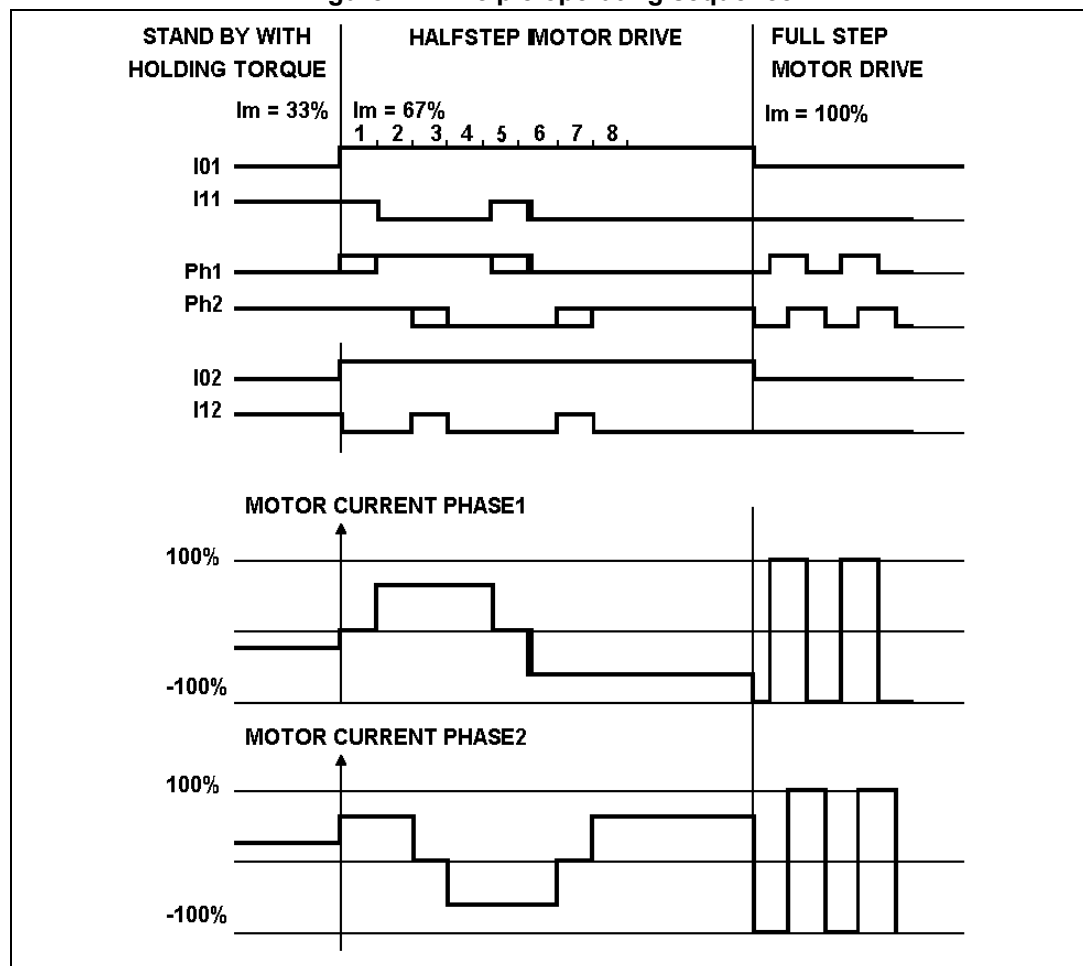 STAND BY WITH
HOLDING TORQUE
HALFSTEP MOTOR DRIVE
FULL STEP
MOTOR DRIVE
Im = 33%
Im = 67%
Im = 100%
1 2 3 4 5 6 7 8
I01
I11
Ph1
Ph2
I02
I12
MOTOR CURRENT PHASE1
100%
-100%
MOTOR CURRENT PHASE2
100%
-100%